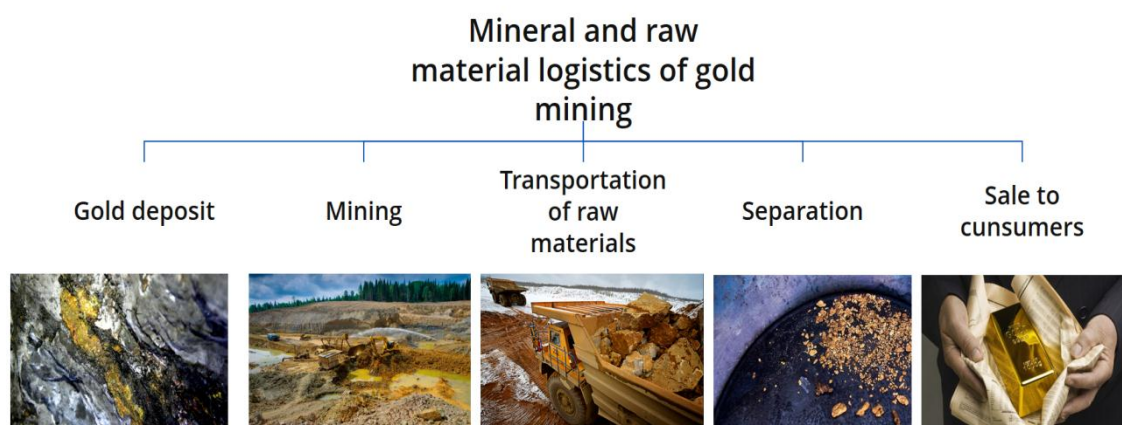 Mineral and raw
material logistics of gold
mining
Gold deposit
Mining
Transportation
of raw
materials
Separation
Sale to
cunsumers